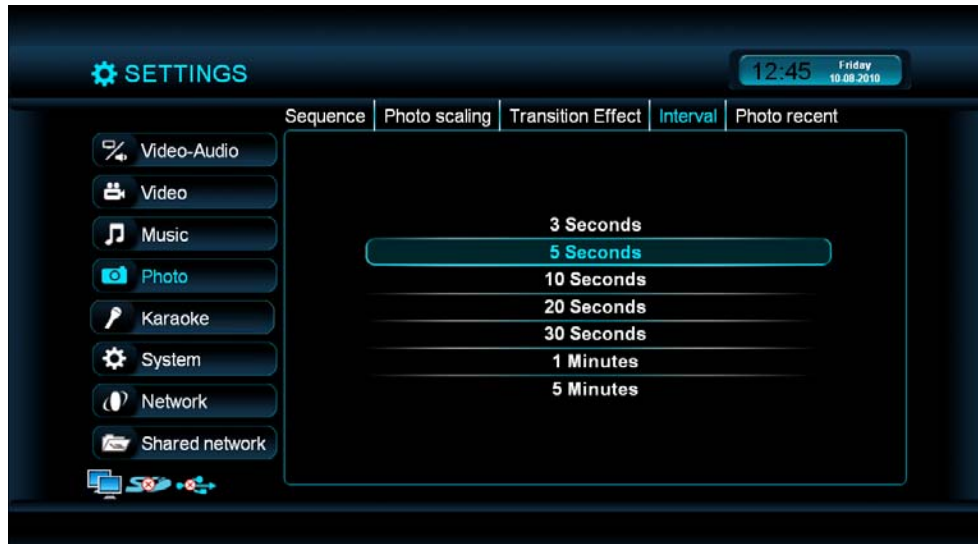 SETTINGS
12:45 Friday
10.08.2010
Sequence Photo scaling Transition Effect Interval Photo recent
Video-Audio
Video
Music
Photo
Karaoke
System
Network
Shared network
3 Seconds
5 Seconds
10 Seconds
20 Seconds
30 Seconds
1 Minutes
5 Minutes